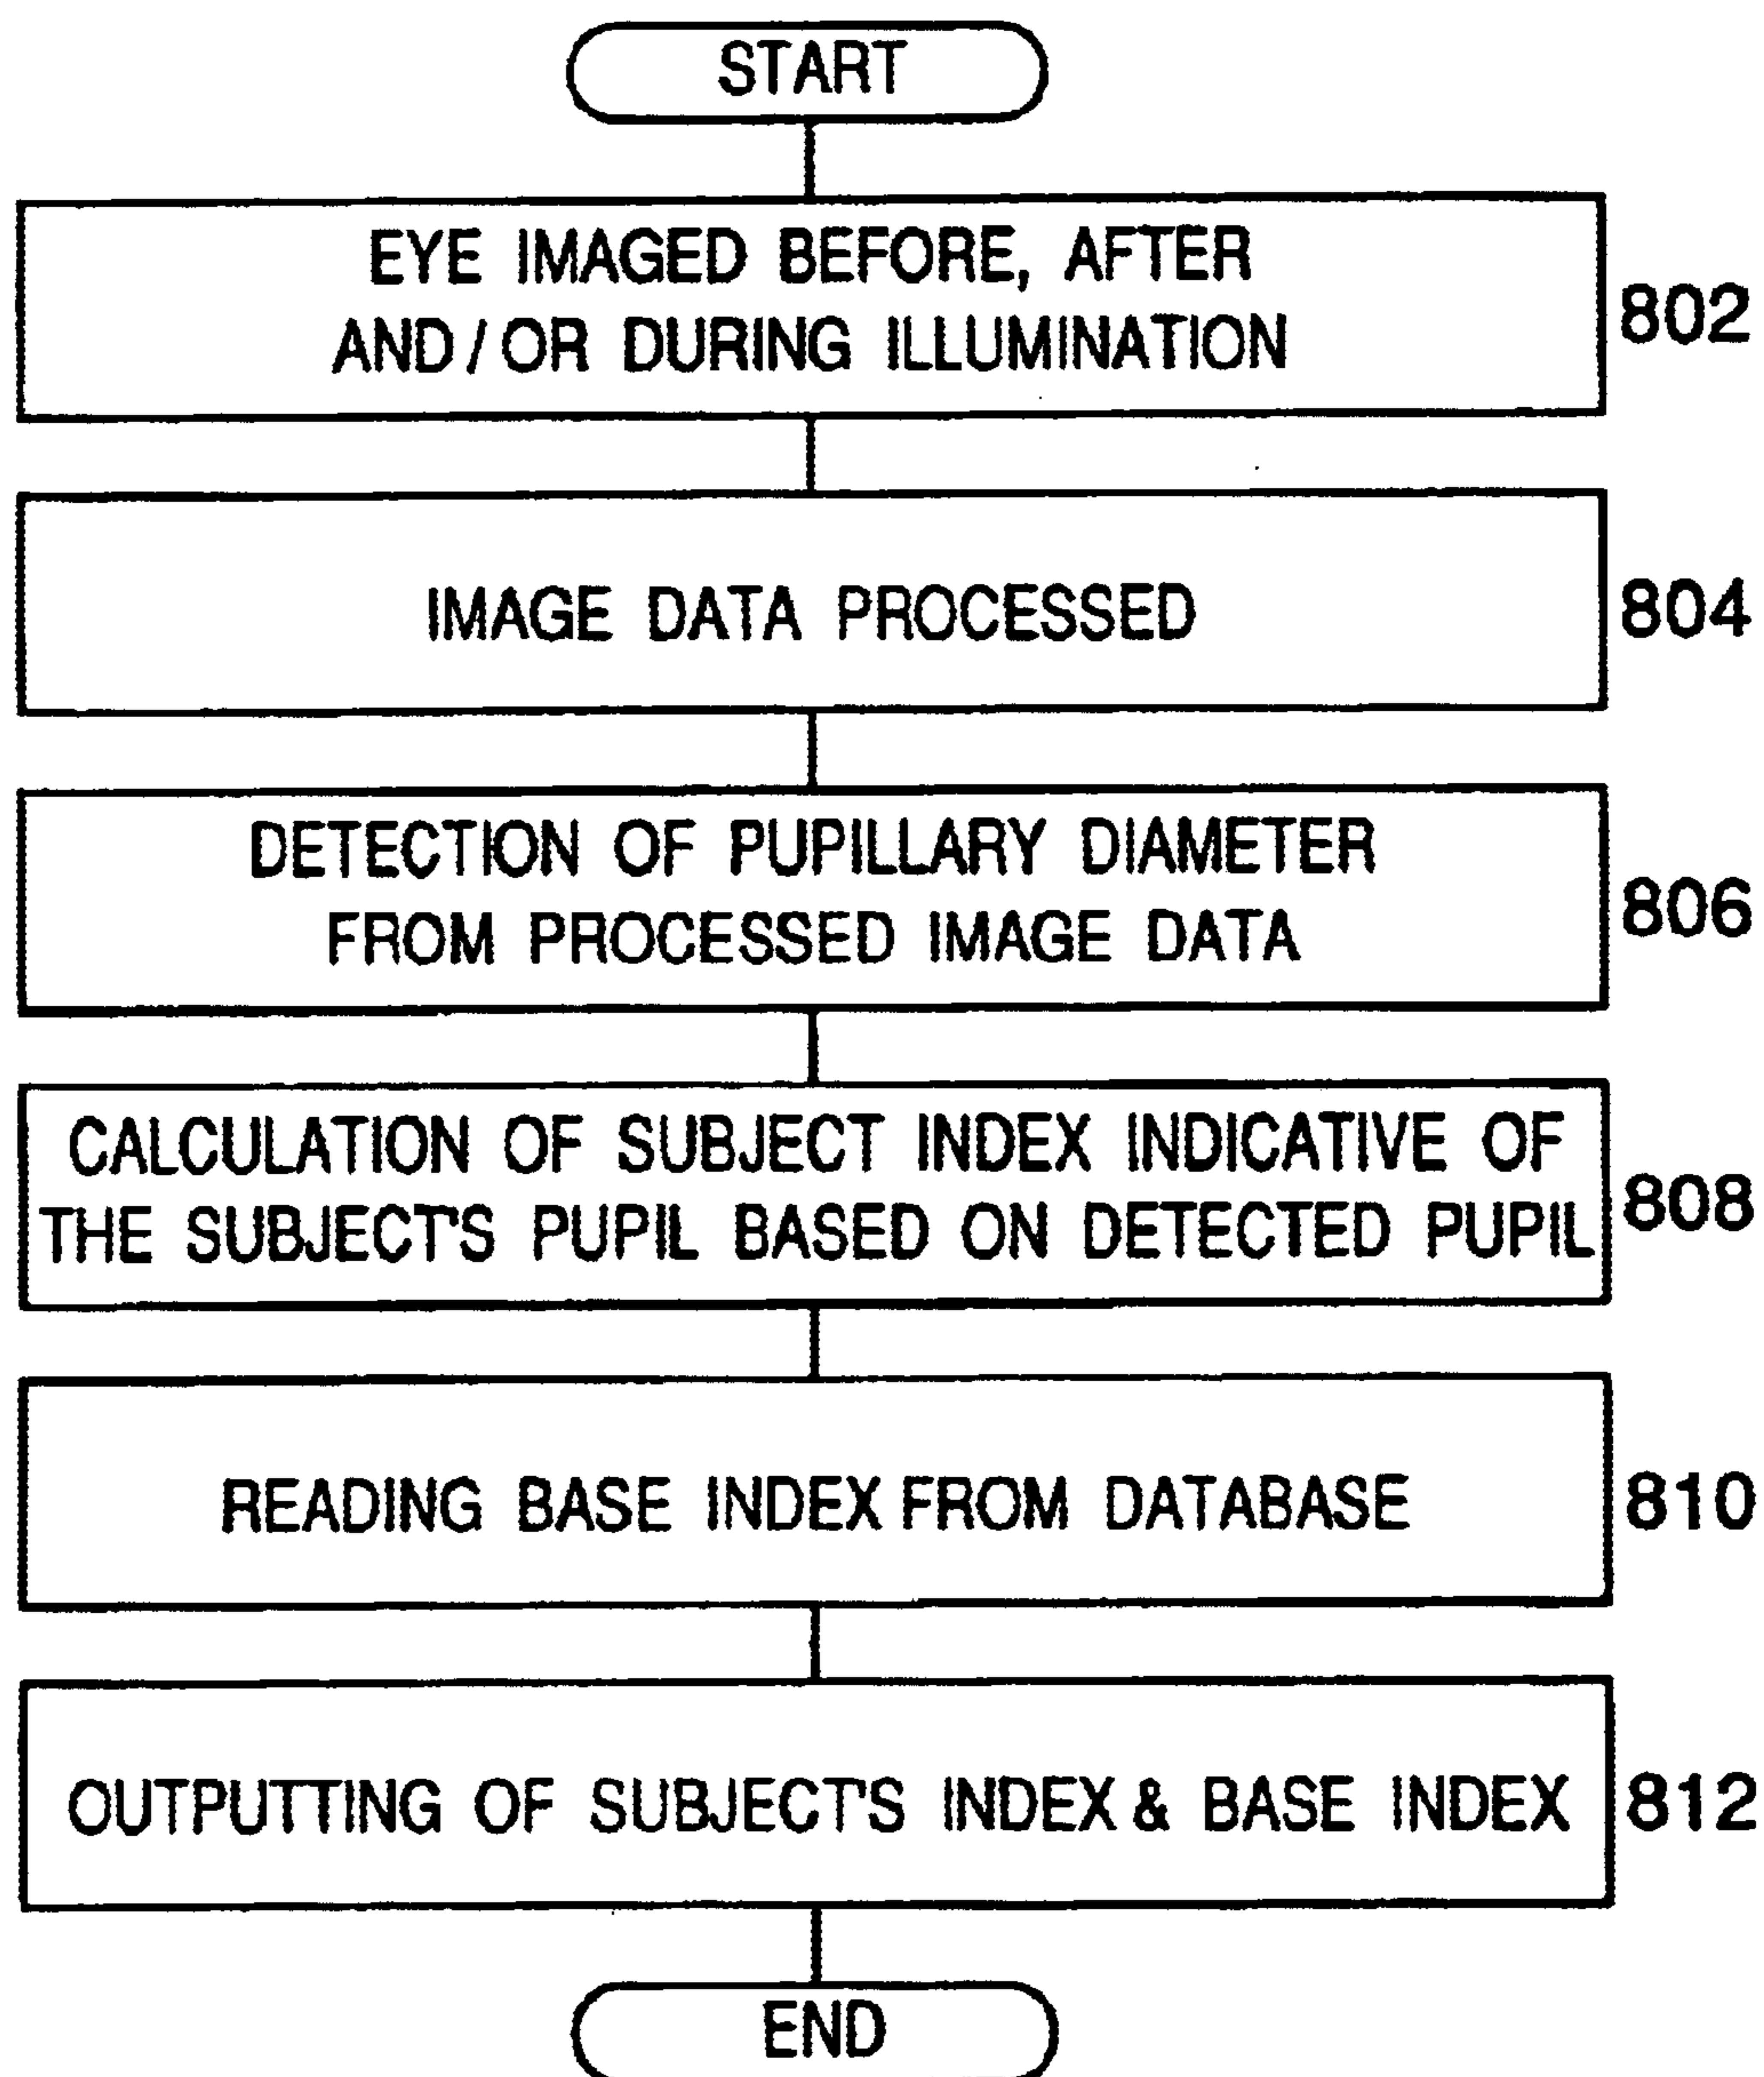 START
EYE IMAGED BEFORE, AFTER
AND/OR DURING ILLUMINATION
802
IMAGE DATA PROCESSED
804
DETECTION OF PUPILLARY DIAMETER
FROM PROCESSED IMAGE DATA
806
CALCULATION OF SUBJECT INDEX INDICATIVE OF
THE SUBJECT'S PUPIL BASED ON DETECTED PUPIL
808
READING BASE INDEX FROM DATABASE
810
OUTPUTTING OF SUBJECT'S INDEX & BASE INDEX
812
END